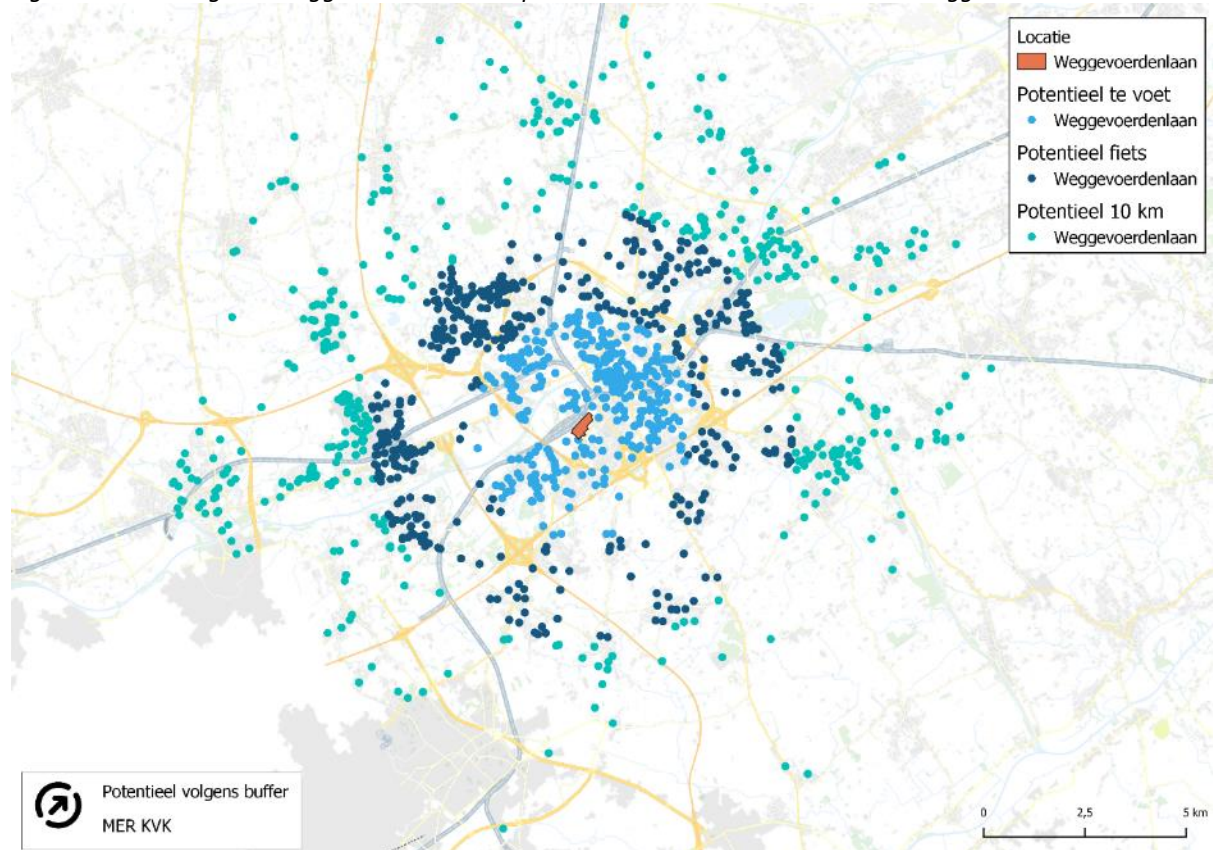 Locatie
Weggevoerdenlaan
Potentieel te voet
Weggevoerdenlaan
Potentieel fiets
Weggevoerdenlaan
Potentieel 10 km
Weggevoerdenlaan
Potentieel volgens buffer
MER KVK
0 2,5 5 km